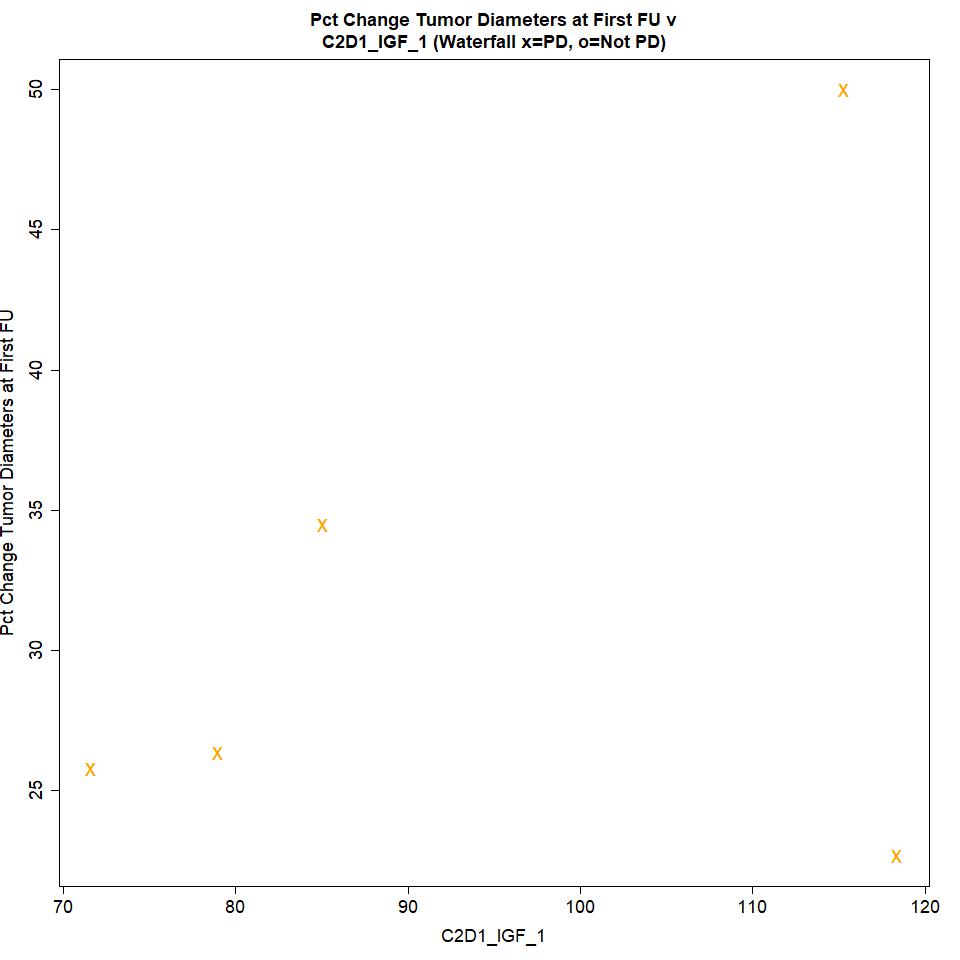 Pct Change Tumor Diameters at First FU v
C2D1_IGF_1 (Waterfall x=PD, o=Not PD)
Pct Change Tumor Diameters at First FU
50
45
40
35
30
25
X
X
X
X
X
70
80
90
100
110
120
C2D1_IGF_1